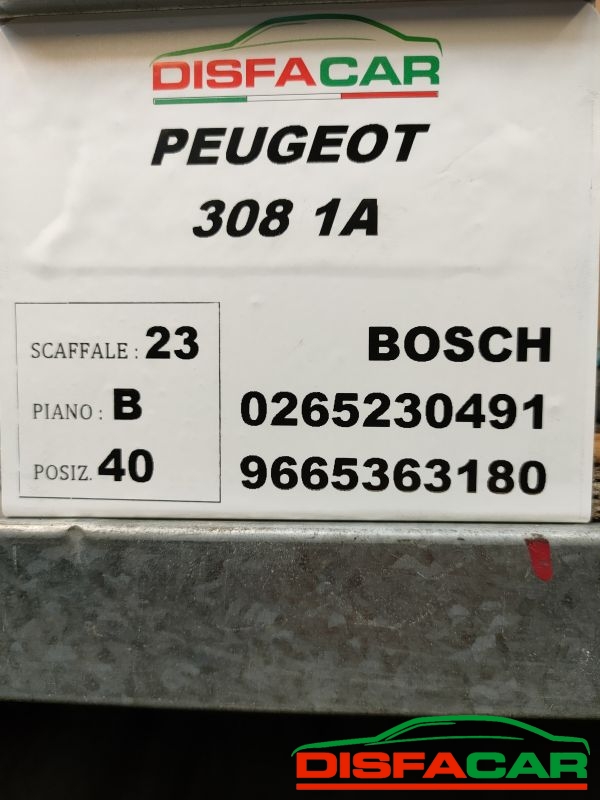 DISFACAR
PEUGEOT
308 1A
SCAFFALE : 23
PIANO : B
POSIZ. 40
BOSCH
0265230491
9665363180
DISFACAR